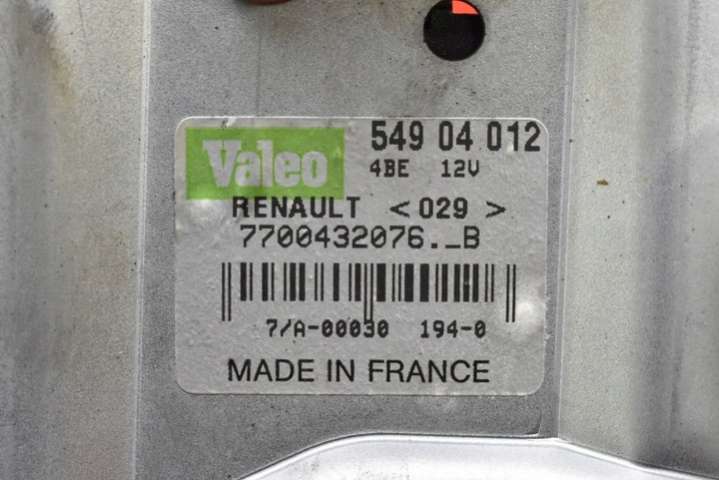 Valeo 549 04 012
4BE 12V
RENAULT <029>
7700432076._B
7/A-00030 194-0
MADE IN FRANCE